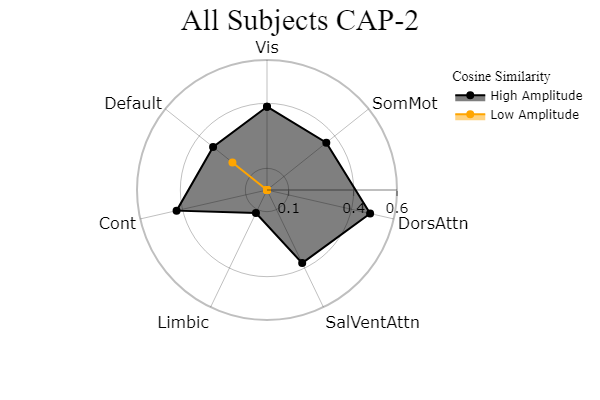 All Subjects CAP-2
Vis
Cosine Similarity
High Amplitude
Low Amplitude
Default
SomMot
0.1
0.4
0.6
Cont
DorsAttn
Limbic
SalVentAttn